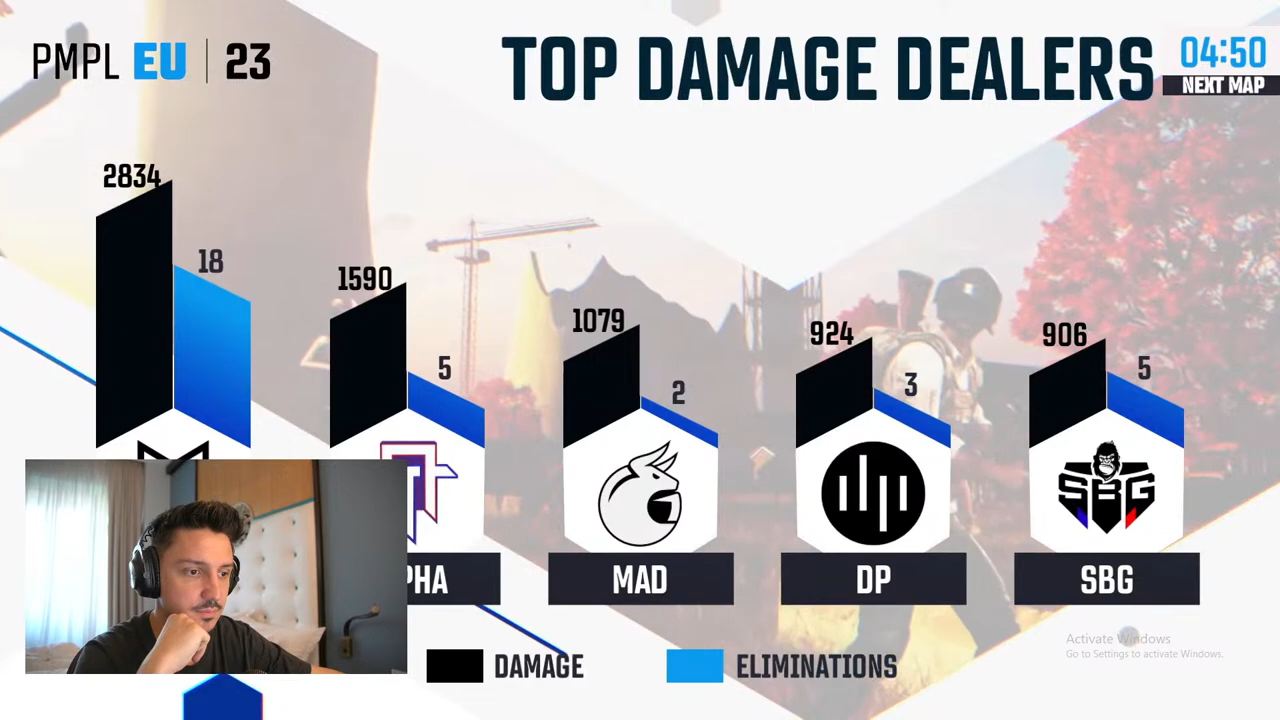 PMPL EU | 23
TOP DAMAGE DEALERS
04:50
NEXT MAP
2834
18
1590
5
1079
2
924
3
906
5
SBG
PHA
MAD
DP
SBG
DAMAGE
ELIMINATIONS
Activate Windows
Go to Settings to activate Windows.